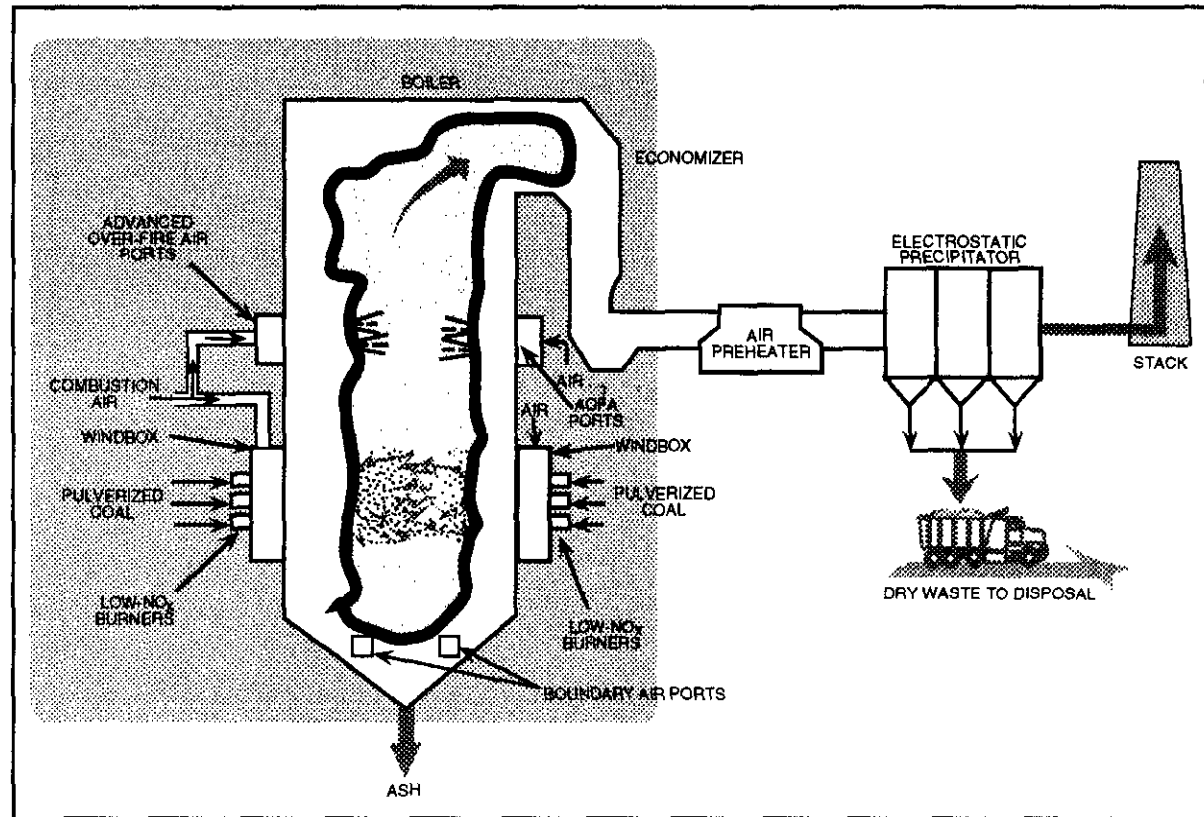 BOILER
ECONOMIZER
ADVANCED
OVER-FIRE AIR
PORTS
ELECTROSTATIC
PRECIPITATOR
AIR
PREHEATER
STACK
COMBUSTION
AIR
AIR
AOFA
PORTS
AIR
WINDBOX
WINDBOX
PULVERIZED
COAL
PULVERIZED
COAL
LOW-NOx
BURNERS
LOW-NOx
BURNERS
DRY WASTE TO DISPOSAL
BOUNDARY AIR PORTS
ASH